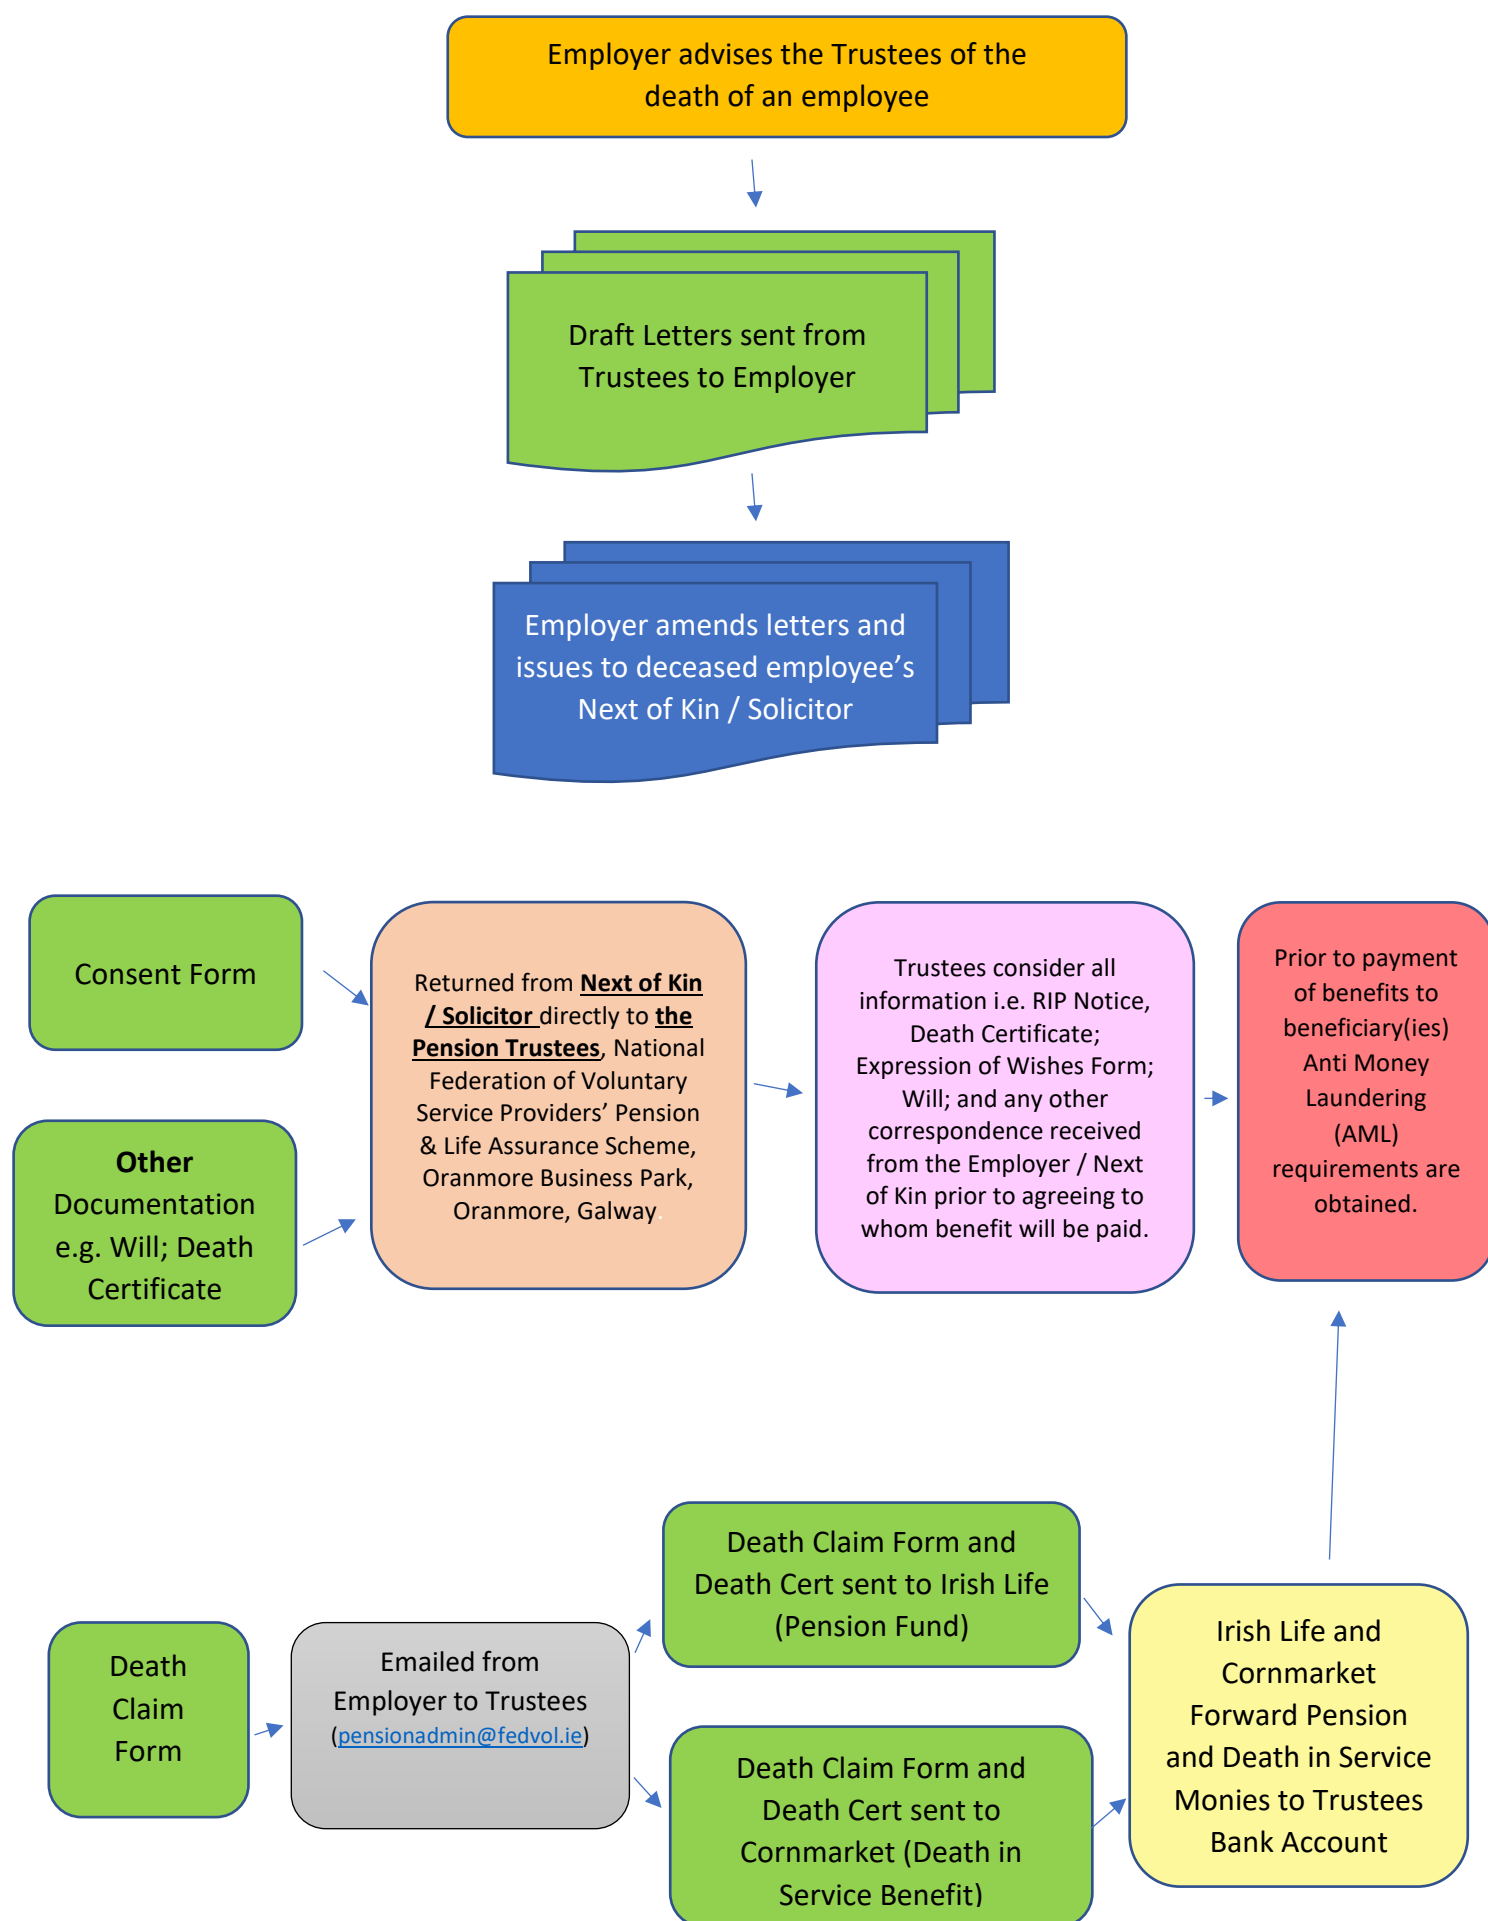 Employer advises the Trustees of the
death of an employee
Draft Letters sent from
Trustees to Employer
Employer amends letters and
issues to deceased employee’s
Next of Kin / Solicitor
Consent Form
Other
Documentation
e.g. Will; Death
Certificate
Returned from Next of Kin
/ Solicitor directly to the
Pension Trustees, National
Federation of Voluntary
Service Providers’ Pension
& Life Assurance Scheme,
Oranmore Business Park,
Oranmore, Galway.
Trustees consider all
information i.e. RIP Notice,
Death Certificate;
Expression of Wishes Form;
Will; and any other
correspondence received
from the Employer / Next
of Kin prior to agreeing to
whom benefit will be paid.
Prior to payment
of benefits to
beneficiary(ies)
Anti Money
Laundering
(AML)
requirements are
obtained.
Death
Claim
Form
Emailed from
Employer to Trustees
(pensionadmin@fedvol.ie)
Death Claim Form and
Death Cert sent to Irish Life
(Pension Fund)
Death Claim Form and
Death Cert sent to
Cornmarket (Death in
Service Benefit)
Irish Life and
Cornmarket
Forward Pension
and Death in Service
Monies to Trustees
Bank Account